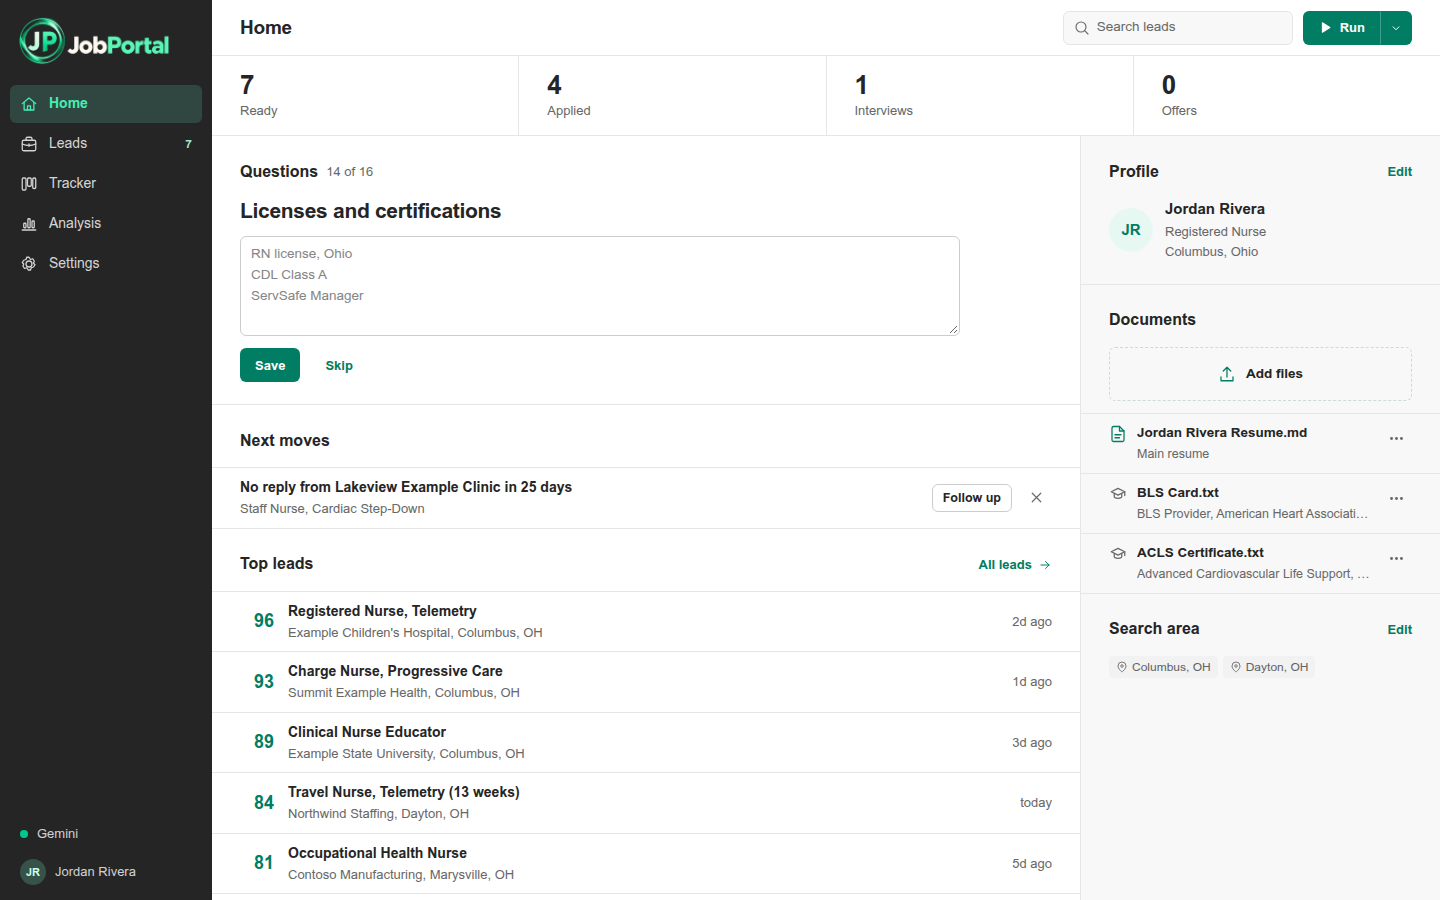 JP JobPortal
Home
Leads 7
Tracker
Analysis
Settings
Gemini
JR Jordan Rivera
Home
Search leads
Run
7
Ready
4
Applied
1
Interviews
0
Offers
Questions 14 of 16
Licenses and certifications
RN license, Ohio
CDL Class A
ServSafe Manager
Save Skip
Next moves
No reply from Lakeview Example Clinic in 25 days
Staff Nurse, Cardiac Step-Down
Follow up
Top leads
All leads
96 Registered Nurse, Telemetry
Example Children's Hospital, Columbus, OH
2d ago
93 Charge Nurse, Progressive Care
Summit Example Health, Columbus, OH
1d ago
89 Clinical Nurse Educator
Example State University, Columbus, OH
3d ago
84 Travel Nurse, Telemetry (13 weeks)
Northwind Staffing, Dayton, OH
today
81 Occupational Health Nurse
Contoso Manufacturing, Marysville, OH
5d ago
Profile Edit
JR
Jordan Rivera
Registered Nurse
Columbus, Ohio
Documents
Add files
Jordan Rivera Resume.md
Main resume
BLS Card.txt
BLS Provider, American Heart Associati...
ACLS Certificate.txt
Advanced Cardiovascular Life Support, ...
Search area Edit
Columbus, OH Dayton, OH